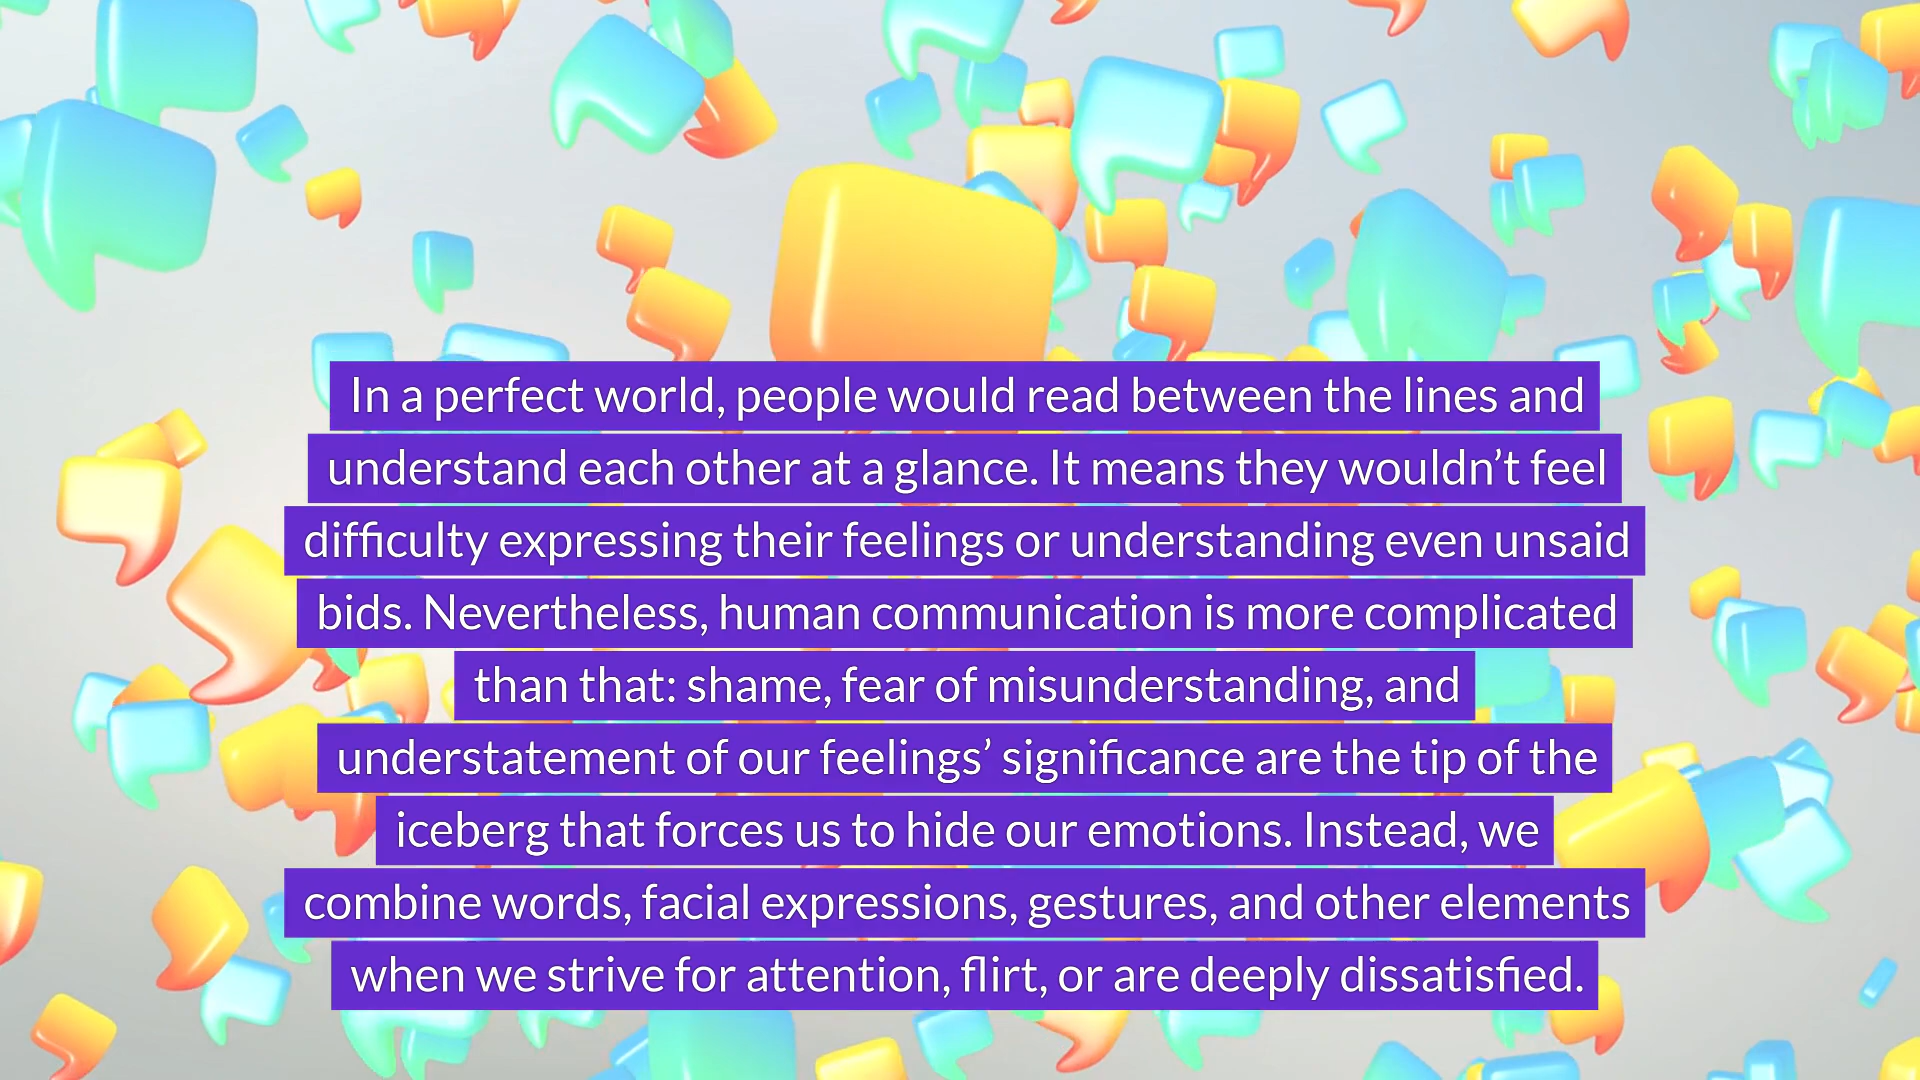 In a perfect world, people would read between the lines and
understand each other at a glance. It means they wouldn’t feel
difficulty expressing their feelings or understanding even unsaid
bids. Nevertheless, human communication is more complicated
than that: shame, fear of misunderstanding, and
understatement of our feelings’ significance are the tip of the
iceberg that forces us to hide our emotions. Instead, we
combine words, facial expressions, gestures, and other elements
when we strive for attention, flirt, or are deeply dissatisfied.